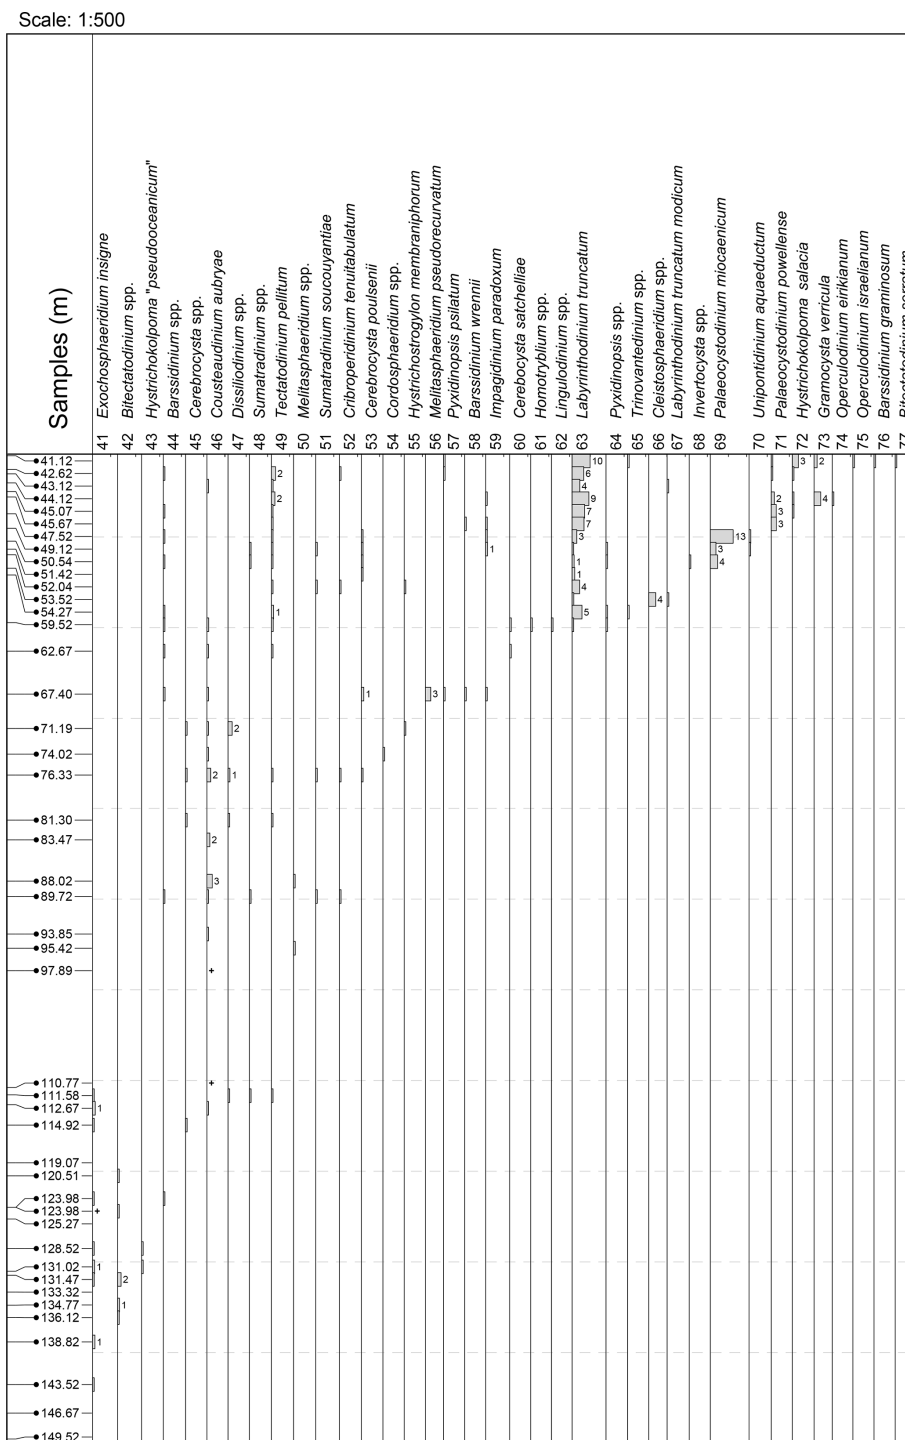 Scale: 1:500
Samples (m)
Exochosphaeridium insigne
Bitectatodinium spp.
Hystrichokolpoma "pseudooceanicum"
Barssidinium spp.
Cerebrocysta spp.
Cousteaudinium aubryae
Dissiliodinium spp.
Sumatradinium spp.
Tectatodinium pellitum
Melitasphaeridium spp.
Sumatradinium soucouyantiae
Cribroperidinium tenuitabulatum
Cerebrocysta poulsenii
Cordosphaeridium spp.
Hystrichostrogylon membraniphorum
Melitasphaeridium pseudorecurvatum
Pyxidinopsis psilatum
Barssidinium wrennii
Impagidinium paradoxum
Cerebocysta satchelliae
Homotryblium spp.
Lingulodinium spp.
Labyrinthodinium truncatum
Pyxidinopsis spp.
Trinovantedinium spp.
Cleistosphaeridium spp.
Labyrinthodinium truncatum modicum
Invertocysta spp.
Palaeocystodinium miocaenicum
Unipontidinium aquaeductum
Palaeocystodinium powellense
Hystrichokolpoma salacia
Gramocysta verricula
Operculodinium eirikianum
Operculodinium israelianum
Barssidinium graminosum
41 42 43 44 45 46 47 48 49 50 51 52 53 54 55 56 57 58 59 60 61 62 63 64 65 66 67 68 69 70 71 72 73 74 75 76 77
41.12 10 3 2
42.62 2 6
43.12 4
44.12 2 9 2 4
45.07 7 3
45.67 7 3
47.52 3 13
49.12 1 3
50.54 1 4
51.42 1
52.04 4
53.52 4
54.27 1 5
59.52
62.67
67.40 1 3
71.19 2
74.02
76.33 2 1
81.30
83.47 2
88.02 3
89.72
93.85
95.42
97.89 +
110.77 +
111.58
112.67 1
114.92
119.07
120.51
123.98
123.98 +
125.27
128.52
131.02 1
131.47 2
133.32
134.77 1
136.12
138.82 1
143.52
146.67
149.52